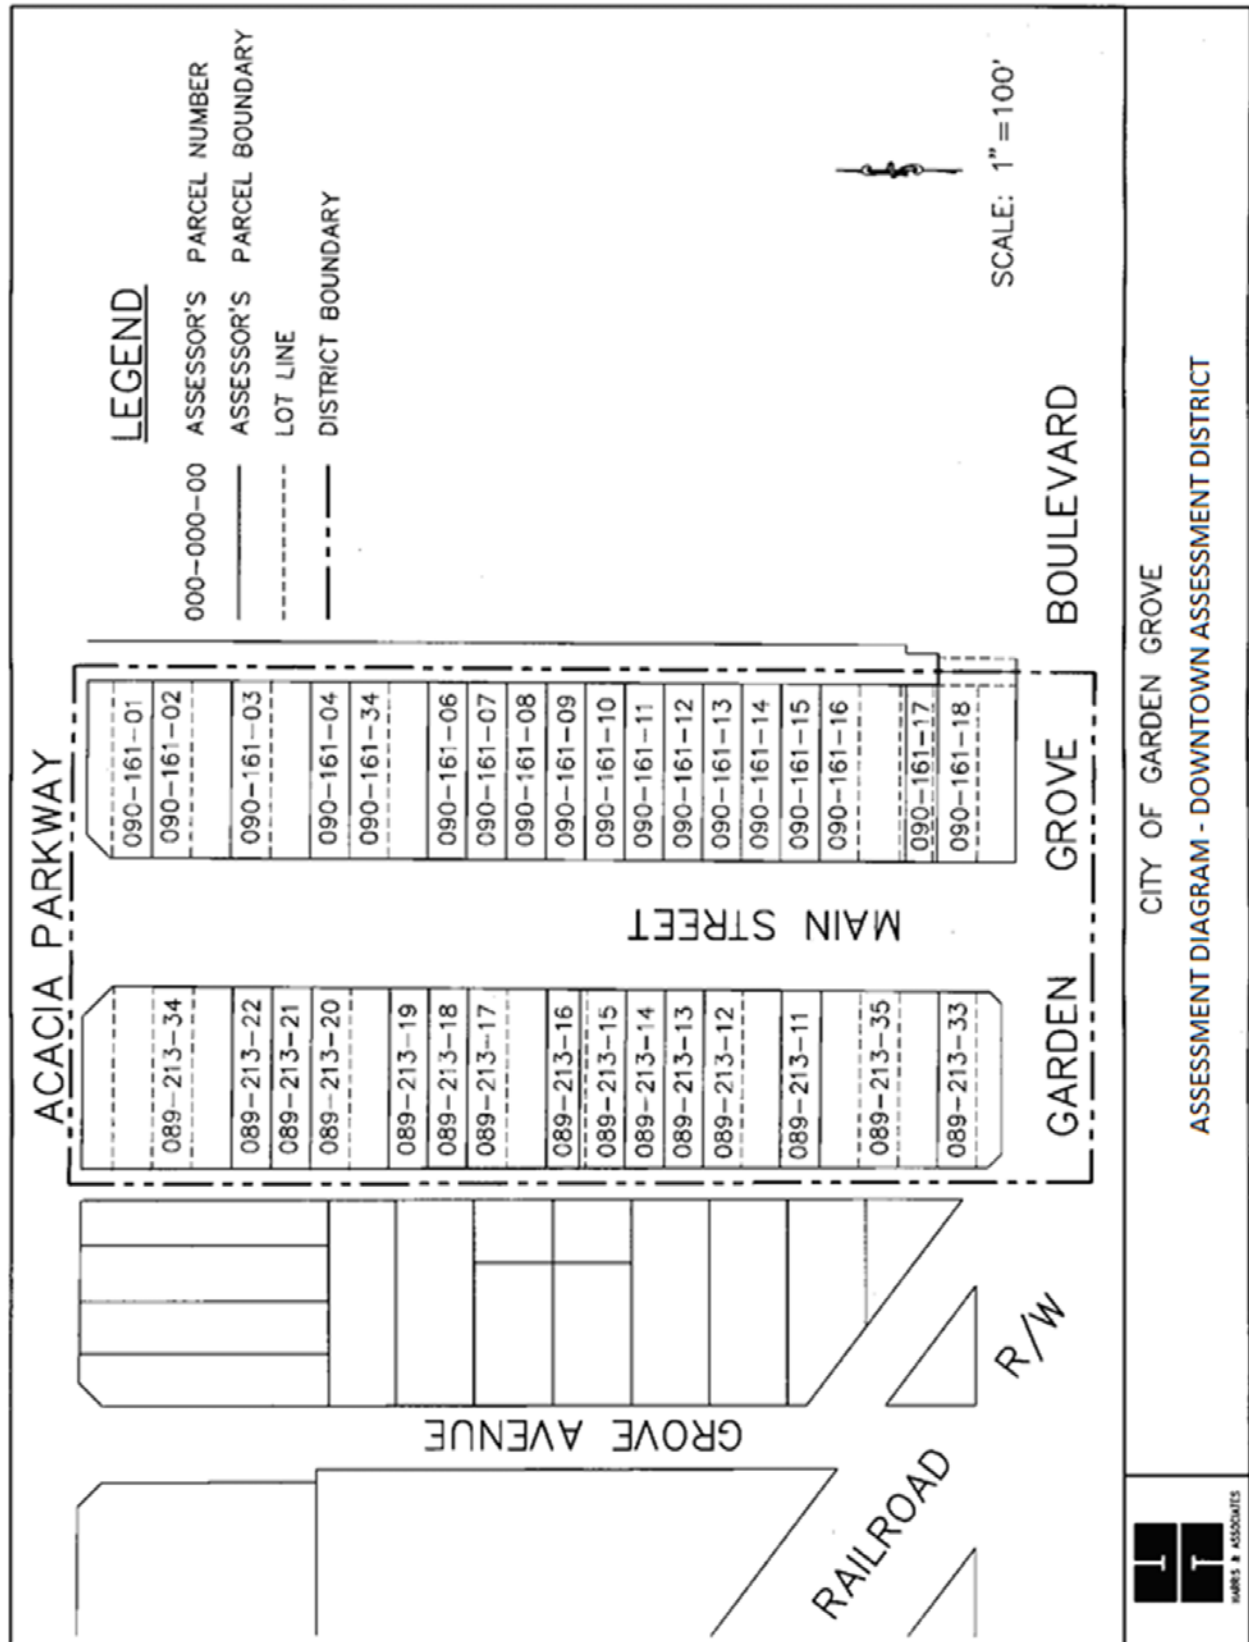 LEGEND
000-000-00 ASSESSOR'S PARCEL NUMBER
ASSESSOR'S PARCEL BOUNDARY
LOT LINE
DISTRICT BOUNDARY
SCALE: 1"=100'
ACACIA PARKWAY
090-161-01
090-161-02
090-161-03
090-161-04
090-161-34
090-161-06
090-161-07
090-161-08
090-161-09
090-161-10
090-161-11
090-161-12
090-161-13
090-161-14
090-161-15
090-161-16
090-161-17
090-161-18
MAIN STREET
089-213-34
089-213-22
089-213-21
089-213-20
089-213-19
089-213-18
089-213-17
089-213-16
089-213-15
089-213-14
089-213-13
089-213-12
089-213-11
089-213-35
089-213-33
GARDEN GROVE BOULEVARD
GROVE AVENUE
RAILROAD R/W
CITY OF GARDEN GROVE
ASSESSMENT DIAGRAM - DOWNTOWN ASSESSMENT DISTRICT
HARRIS & ASSOCIATES